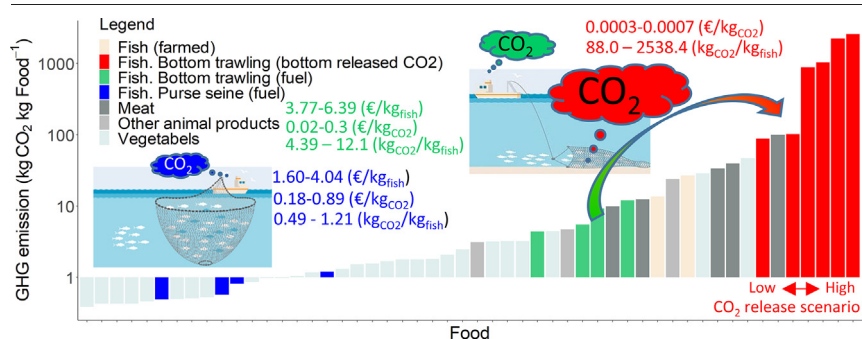 Legend
Fish (farmed)
Fish. Bottom trawling (bottom released CO2)
Fish. Bottom trawling (fuel)
Fish. Purse seine (fuel)
Meat
Other animal products
Vegetabels
3.77-6.39 (€/kgfish)
0.02-0.3 (€/kgCO2)
4.39 – 12.1 (kgCO2/kgfish)
CO2
1.60-4.04 (€/kgfish)
0.18-0.89 (€/kgCO2)
0.49 - 1.21 (kgCO2/kgfish)
0.0003-0.0007 (€/kgCO2)
88.0 – 2538.4 (kgCO2/kgfish)
CO2
CO2
GHG emission (kg CO2 kg Food⁻¹)
1000
100
10
1
Low High
CO2 release scenario
Food